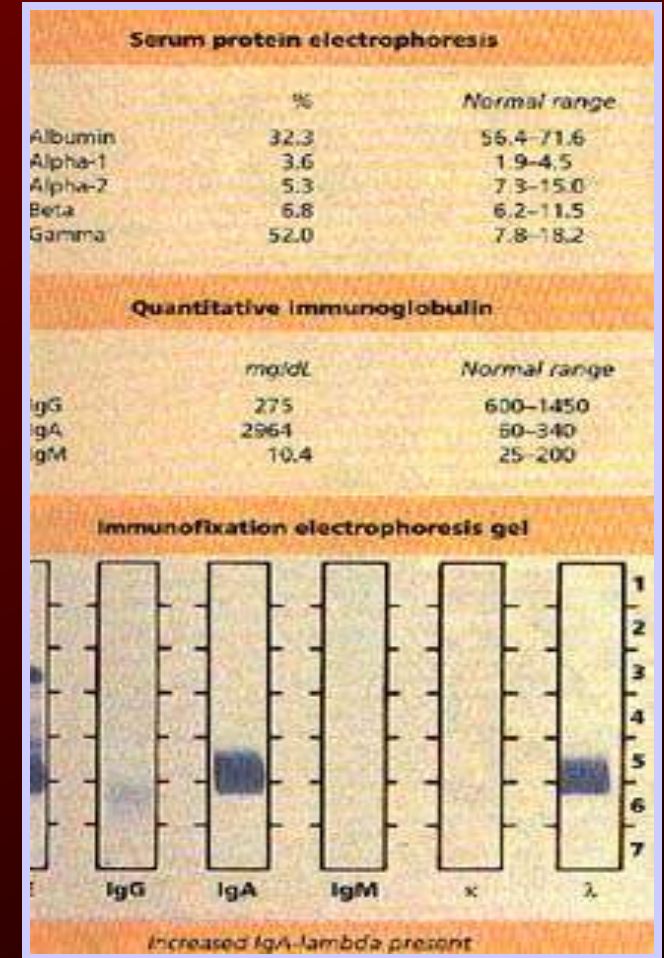 Serum protein electrophoresis
% Normal range
Albumin 32.3 56.4–71.6
Alpha-1 3.6 1.9–4.5
Alpha-2 5.3 7.3–15.0
Beta 6.8 6.2–11.5
Gamma 52.0 7.8–18.2
Quantitative immunoglobulin
mg/dL Normal range
IgG 275 600–1450
IgA 2964 60–340
IgM 10.4 25–200
Immunofixation electrophoresis gel
1
2
3
4
5
6
7
IgG IgA IgM κ λ
Increased IgA-lambda present